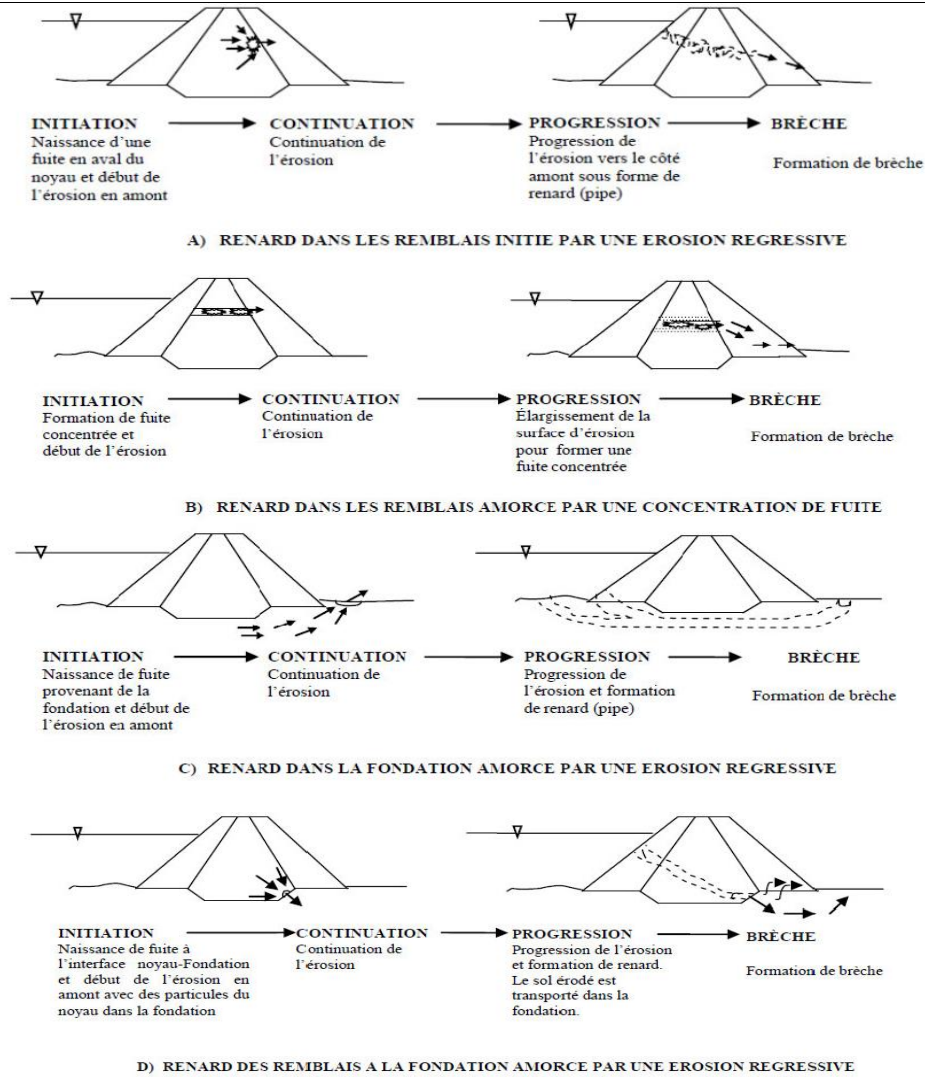 INITIATION
Naissance d'une
fuite en aval du
noyau et début de
l'érosion en amont
CONTINUATION
Continuation de
l'érosion
PROGRESSION
Progression de
l'érosion vers le côté
amont sous forme de
renard (pipe)
BRÈCHE
Formation de brèche
A) RENARD DANS LES REMBLAIS INITIE PAR UNE EROSION REGRESSIVE
INITIATION
Formation de fuite
concentrée et
début de l'érosion
CONTINUATION
Continuation de
l'érosion
PROGRESSION
Élargissement de la
surface d'érosion
pour former une
fuite concentrée
BRÈCHE
Formation de brèche
B) RENARD DANS LES REMBLAIS AMORCE PAR UNE CONCENTRATION DE FUITE
INITIATION
Naissance de fuite
provenant de la
fondation et début de
l'érosion en amont
CONTINUATION
Continuation de
l'érosion
PROGRESSION
Progression de
l'érosion et formation
de renard (pipe)
BRÈCHE
Formation de brèche
C) RENARD DANS LA FONDATION AMORCE PAR UNE EROSION REGRESSIVE
INITIATION
Naissance de fuite à
l'interface noyau-Fondation
et début de l'érosion en
amont avec des particules du
noyau dans la fondation
CONTINUATION
Continuation de
l'érosion
PROGRESSION
Progression de l'érosion
et formation de renard.
Le sol érodé est
transporté dans la
fondation.
BRÈCHE
Formation de brèche
D) RENARD DES REMBLAIS A LA FONDATION AMORCE PAR UNE EROSION REGRESSIVE